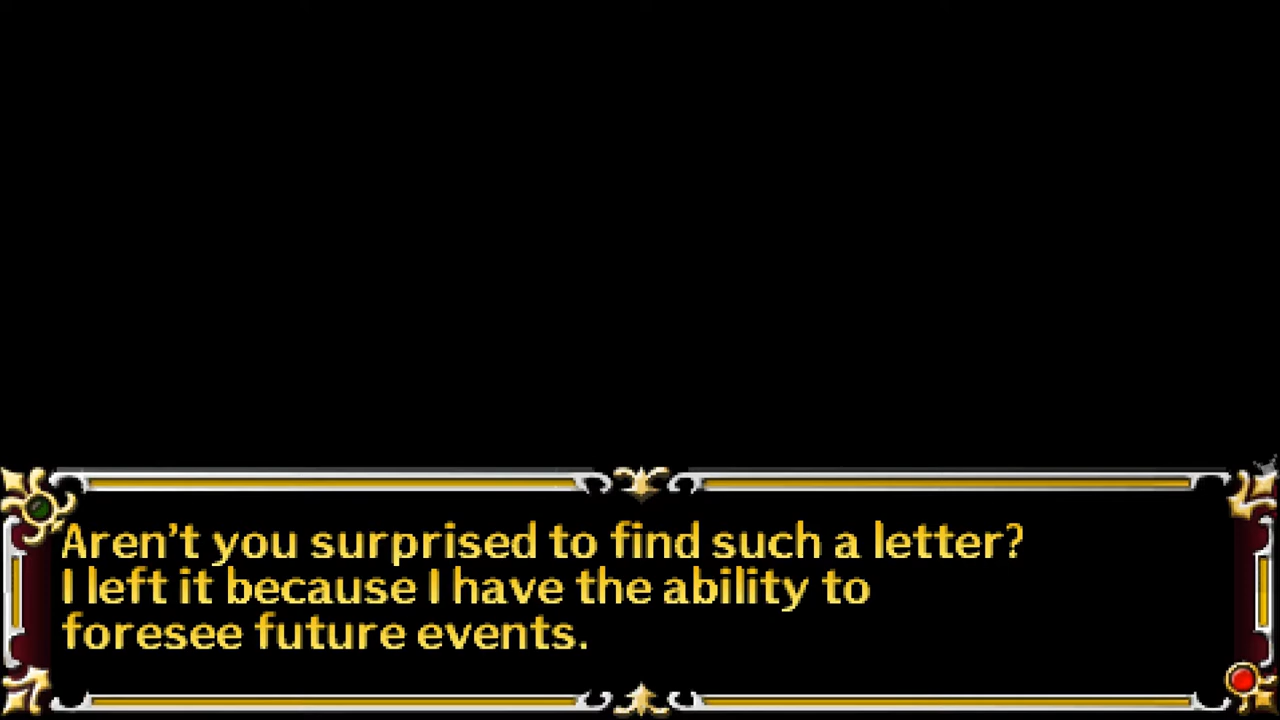 Aren't you surprised to find such a letter?
I left it because I have the ability to
foresee future events.